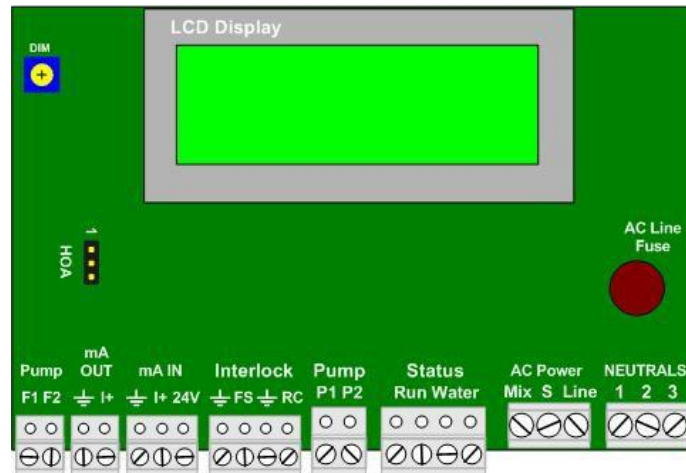 LCD Display
DIM
1
HOA
AC Line
Fuse
mA
Pump OUT mA IN Interlock Pump Status AC Power NEUTRALS
F1 F2 I+ I+ 24V FS RC P1 P2 Run Water Mix S Line 1 2 3